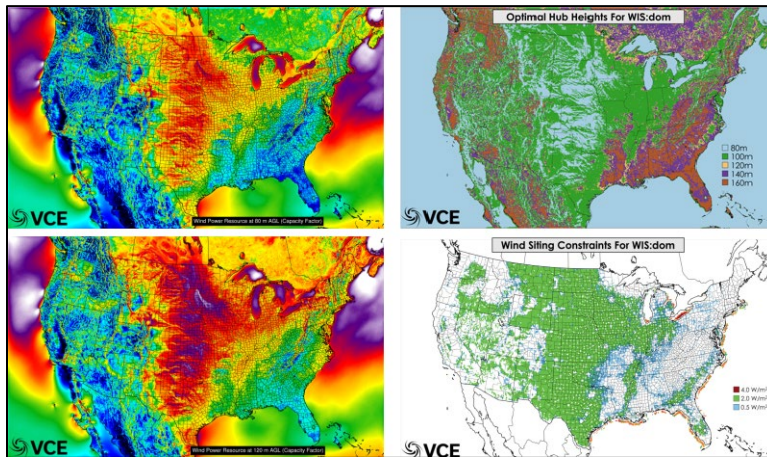 Wind Power Resource at 80 m AGL (Capacity Factor)
VCE
Optimal Hub Heights For WIS:dom
80m
100m
120m
140m
160m
VCE
Wind Power Resource at 120 m AGL (Capacity Factor)
VCE
Wind Siting Constraints For WIS:dom
4.0 W/m²
2.0 W/m²
0.5 W/m²
VCE